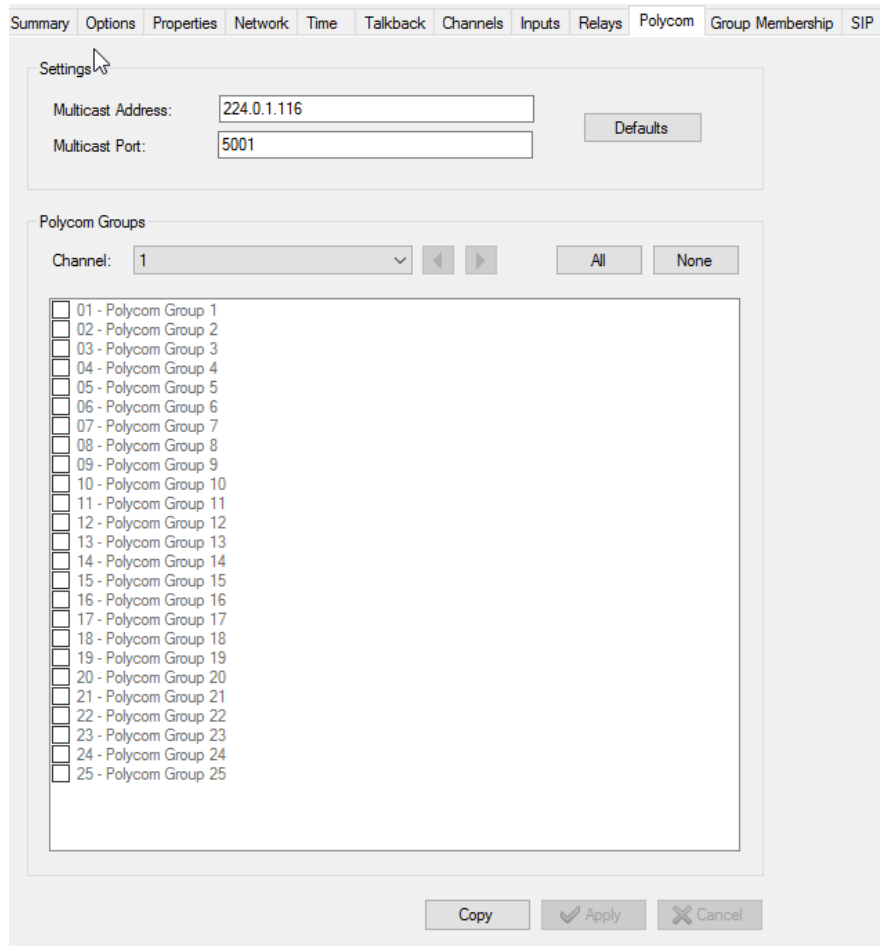 Summary Options Properties Network Time Talkback Channels Inputs Relays Polycom Group Membership SIP
Settings
Multicast Address: 224.0.1.116
Defaults
Multicast Port: 5001
Polycom Groups
Channel: 1 All None
01 - Polycom Group 1
02 - Polycom Group 2
03 - Polycom Group 3
04 - Polycom Group 4
05 - Polycom Group 5
06 - Polycom Group 6
07 - Polycom Group 7
08 - Polycom Group 8
09 - Polycom Group 9
10 - Polycom Group 10
11 - Polycom Group 11
12 - Polycom Group 12
13 - Polycom Group 13
14 - Polycom Group 14
15 - Polycom Group 15
16 - Polycom Group 16
17 - Polycom Group 17
18 - Polycom Group 18
19 - Polycom Group 19
20 - Polycom Group 20
21 - Polycom Group 21
22 - Polycom Group 22
23 - Polycom Group 23
24 - Polycom Group 24
25 - Polycom Group 25
Copy Apply Cancel